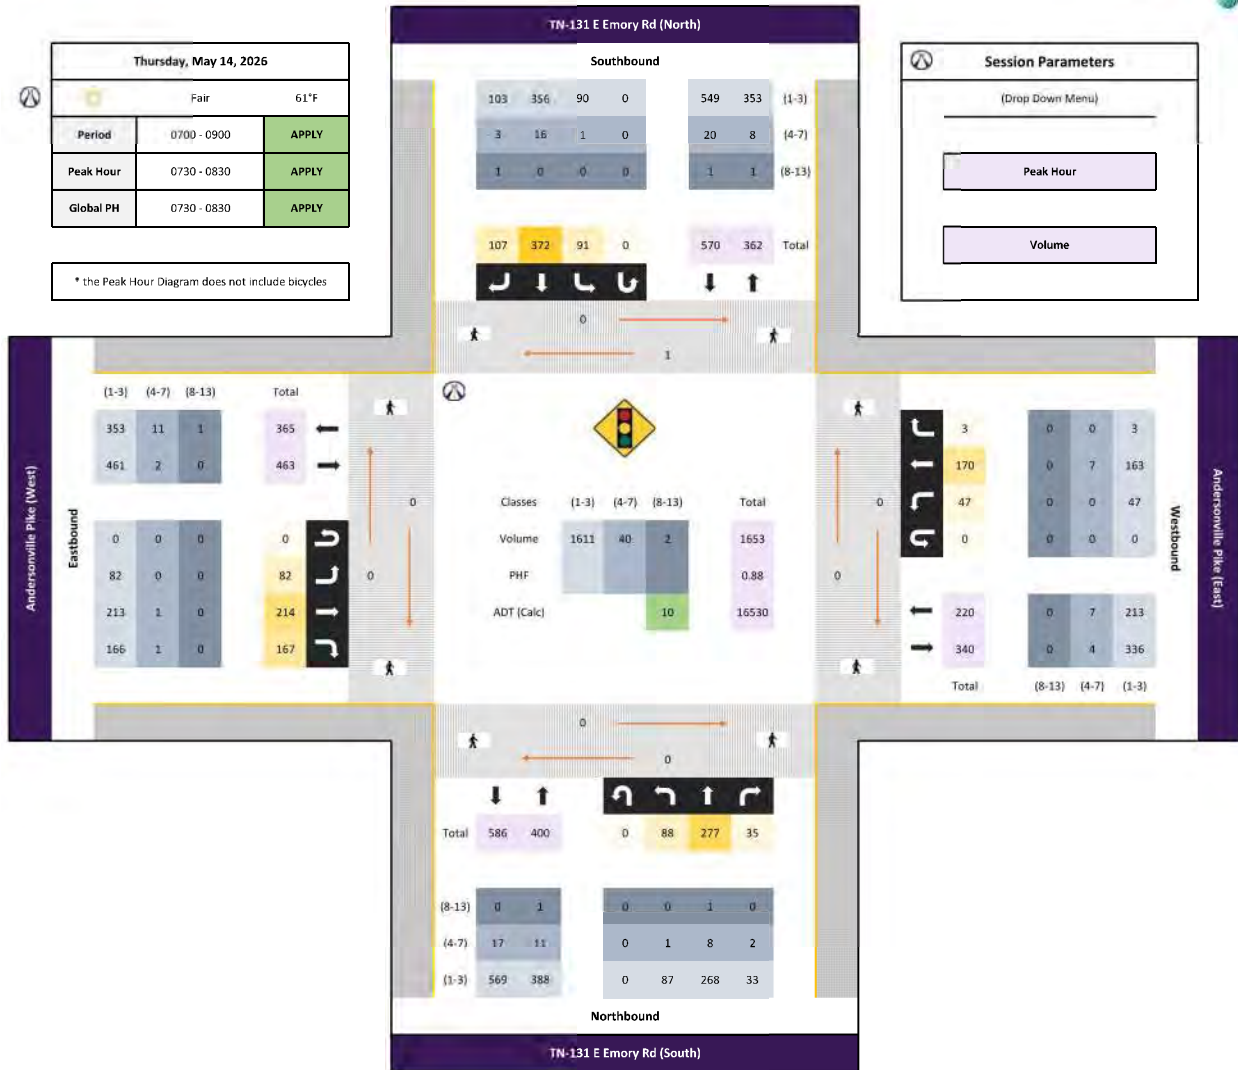 TN-131 E Emory Rd (North)
Thursday, May 14, 2026
Fair 61°F
Period 0700 - 0900 APPLY
Peak Hour 0730 - 0830 APPLY
Global PH 0730 - 0830 APPLY
* the Peak Hour Diagram does not include bicycles
Southbound
103 356 90 0 549 353 (1-3)
3 16 1 0 20 8 (4-7)
1 0 0 0 1 1 (8-13)
107 372 91 0 570 362 Total
Session Parameters
(Drop Down Menu)
Peak Hour
Volume
0
1
Andersonville Pike (West)
Eastbound
(1-3) (4-7) (8-13) Total
353 11 1 365
461 2 0 463
0 0 0 0
82 0 0 82
213 1 0 214
166 1 0 167
0
0
Classes (1-3) (4-7) (8-13) Total
Volume 1611 40 2 1653
PHF 0.88
ADT (Calc) 10 16530
0
0
3 0 0 3
170 0 7 163
47 0 0 47
0 0 0 0
220 0 7 213
340 0 4 336
Total (8-13) (4-7) (1-3)
Westbound
Andersonville Pike (East)
0
0
Total 586 400 0 88 277 35
(8-13) 0 1 0 0 1 0
(4-7) 17 11 0 1 8 2
(1-3) 569 388 0 87 268 33
Northbound
TN-131 E Emory Rd (South)